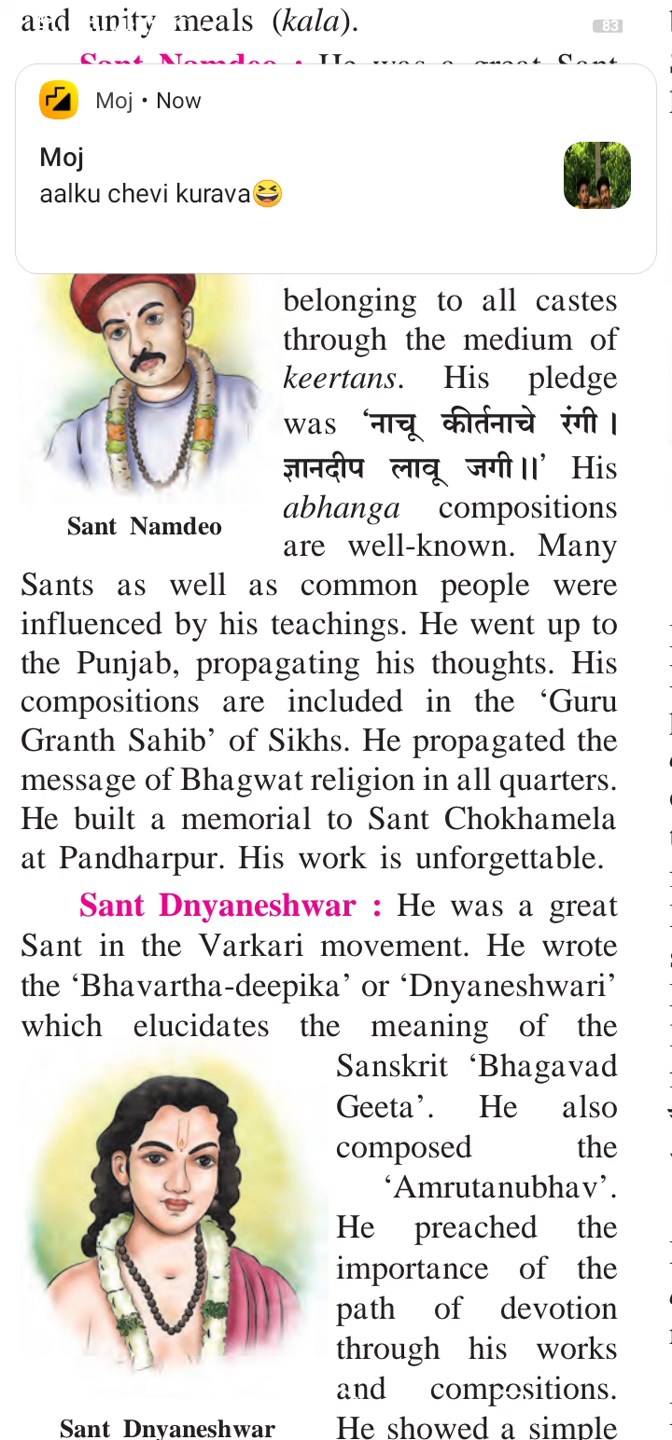 and unity meals (kala).
83
Sant Namdeo : He was a great Sant
Moj • Now
Moj
aalku chevi kurava😆
belonging to all castes
through the medium of
keertans. His pledge
was ‘नाचू कीर्तनाचे रंगी ।
ज्ञानदीप लावू जगी।।’ His
abhanga compositions
are well-known. Many
Sant Namdeo
Sants as well as common people were
influenced by his teachings. He went up to
the Punjab, propagating his thoughts. His
compositions are included in the ‘Guru
Granth Sahib’ of Sikhs. He propagated the
message of Bhagwat religion in all quarters.
He built a memorial to Sant Chokhamela
at Pandharpur. His work is unforgettable.
Sant Dnyaneshwar : He was a great
Sant in the Varkari movement. He wrote
the ‘Bhavartha-deepika’ or ‘Dnyaneshwari’
which elucidates the meaning of the
Sanskrit ‘Bhagavad
Geeta’. He also
composed the
‘Amrutanubhav’.
He preached the
importance of the
path of devotion
through his works
and compositions.
He showed a simple
Sant Dnyaneshwar